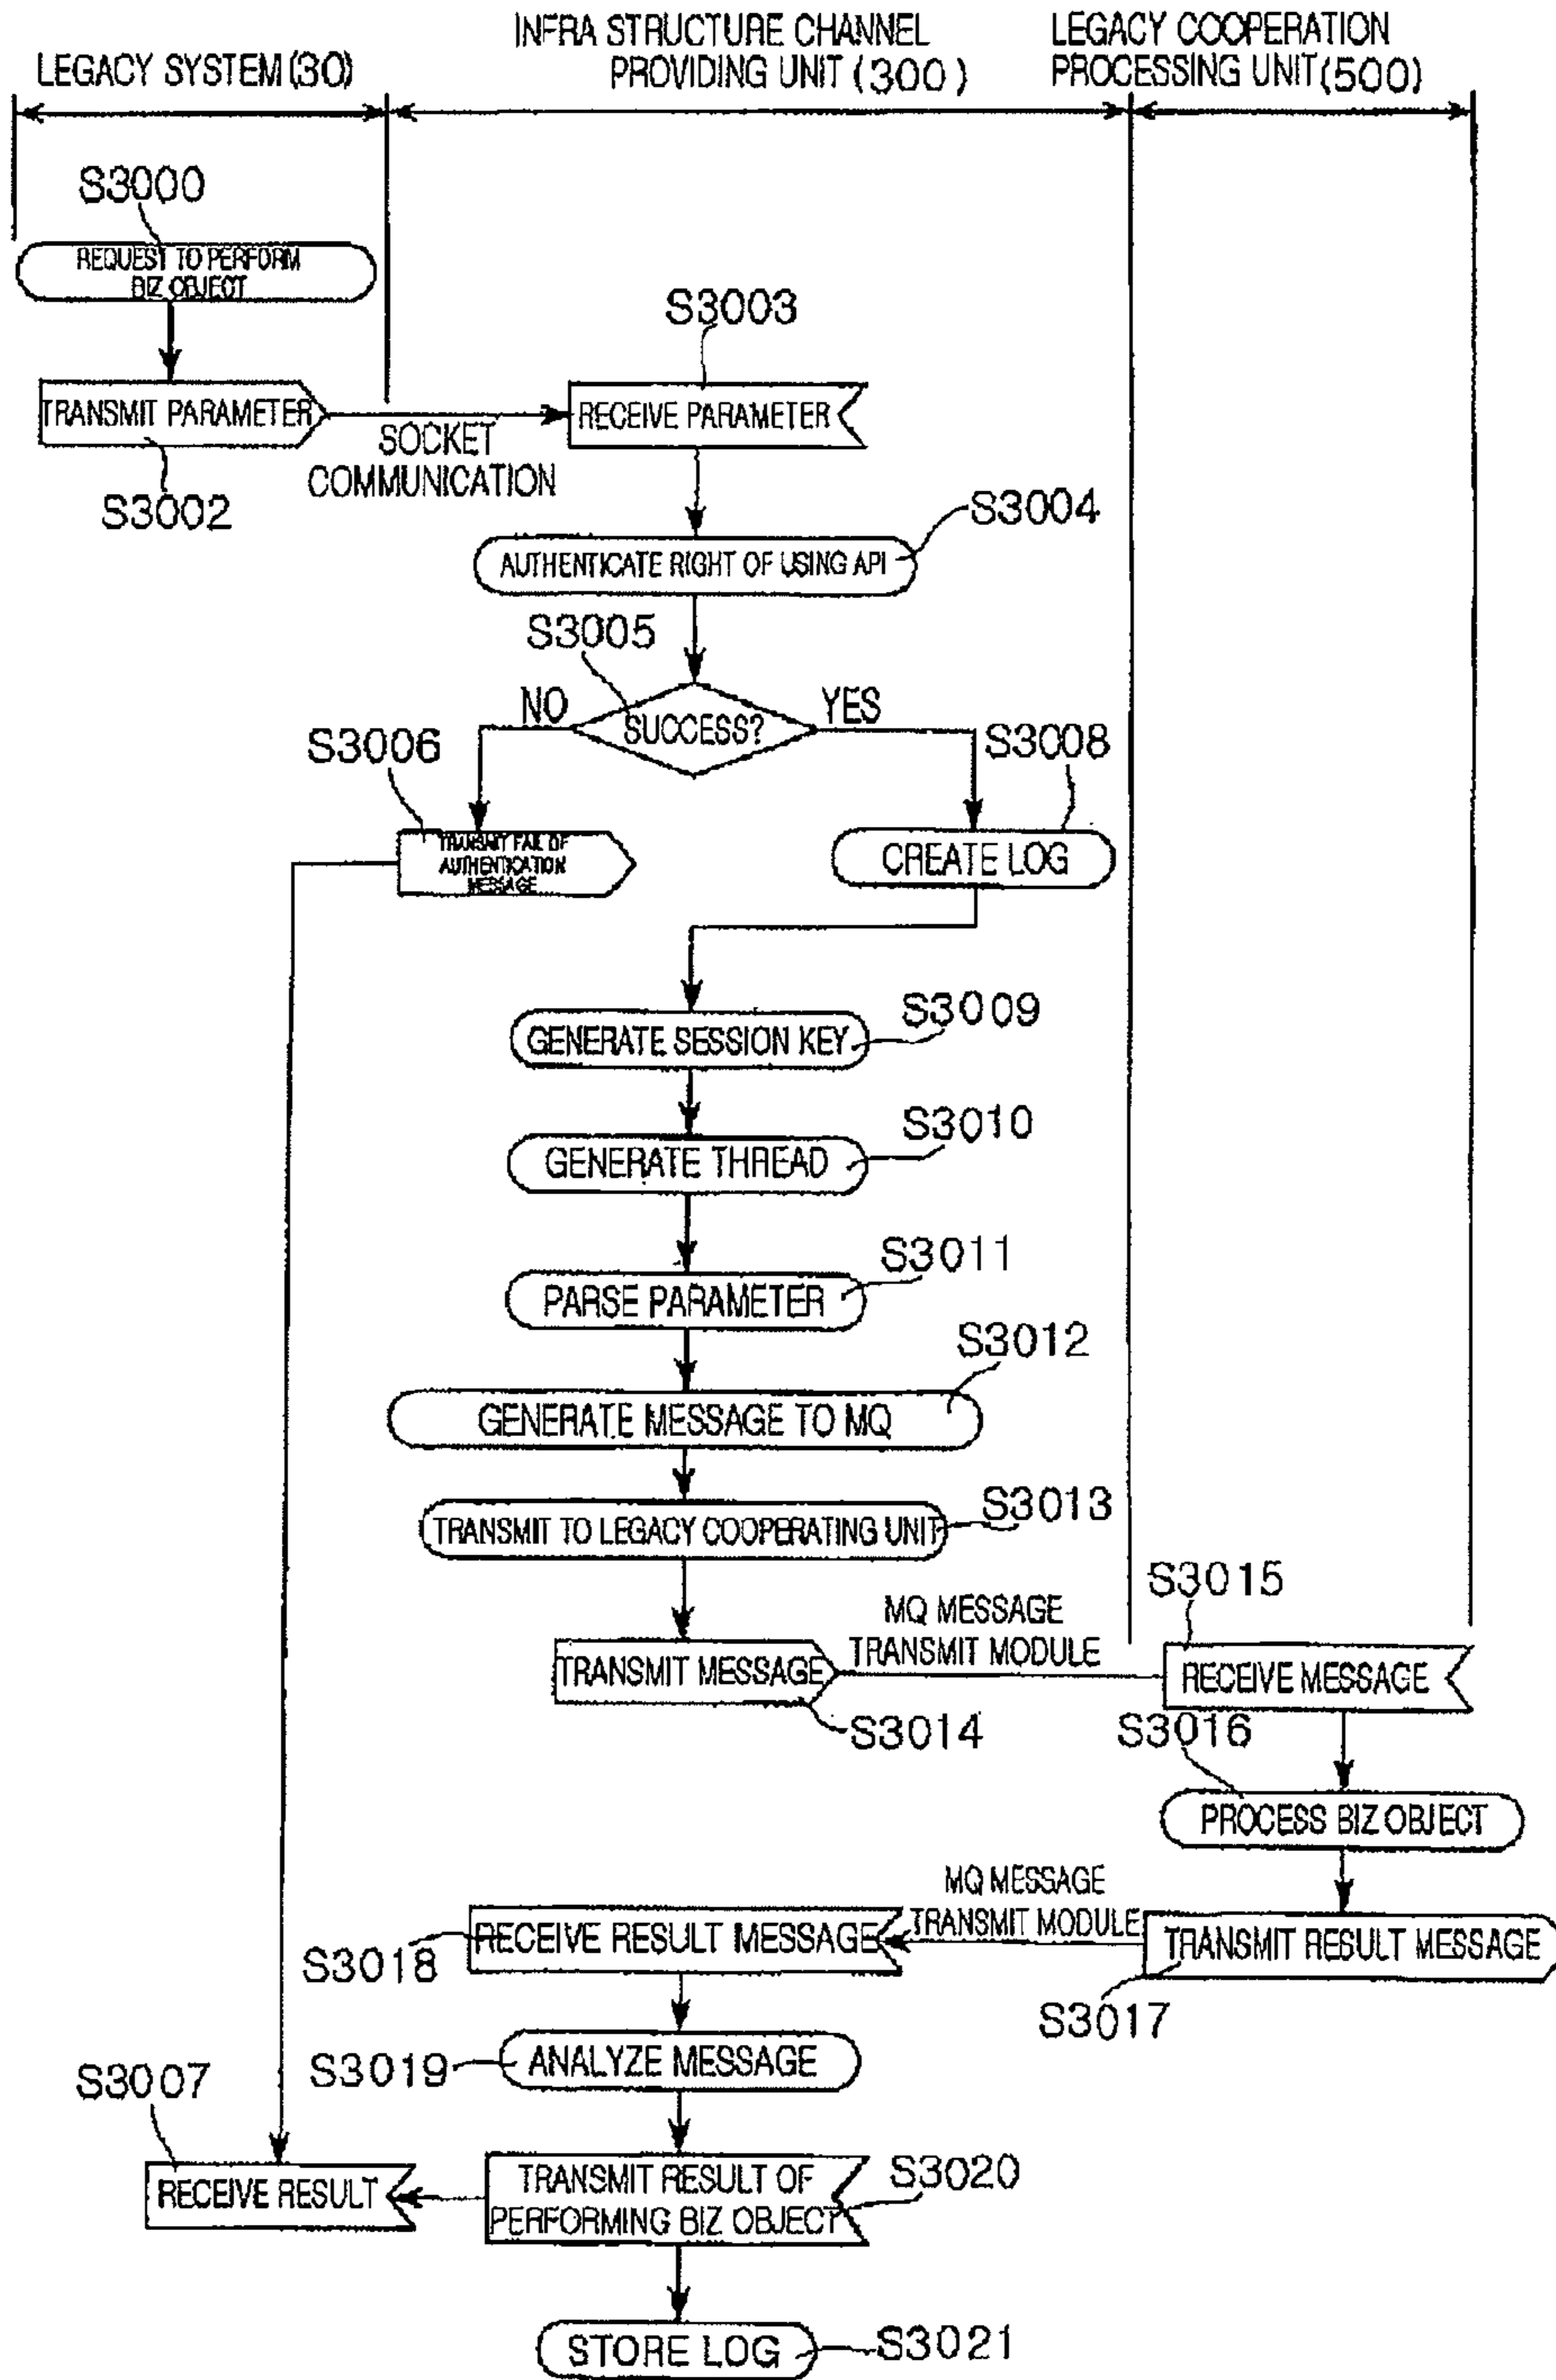 LEGACY SYSTEM (30)
INFRA STRUCTURE CHANNEL
PROVIDING UNIT (300)
LEGACY COOPERATION
PROCESSING UNIT (500)
S3000
REQUEST TO PERFORM
BIZ OBJECT
S3003
TRANSMIT PARAMETER
RECEIVE PARAMETER
SOCKET
COMMUNICATION
S3002
S3004
AUTHENTICATE RIGHT OF USING API
S3005
NO
SUCCESS?
YES
S3006
S3008
TRANSMIT FAIL OF
AUTHENTICATION
MESSAGE
CREATE LOG
S3009
GENERATE SESSION KEY
S3010
GENERATE THREAD
S3011
PARSE PARAMETER
S3012
GENERATE MESSAGE TO MQ
S3013
TRANSMIT TO LEGACY COOPERATING UNIT
S3015
MQ MESSAGE
TRANSMIT MODULE
TRANSMIT MESSAGE
RECEIVE MESSAGE
S3014
S3016
PROCESS BIZ OBJECT
MQ MESSAGE
TRANSMIT MODULE
RECEIVE RESULT MESSAGE
TRANSMIT RESULT MESSAGE
S3018
S3017
S3019
ANALYZE MESSAGE
S3007
RECEIVE RESULT
TRANSMIT RESULT OF
PERFORMING BIZ OBJECT
S3020
STORE LOG
S3021